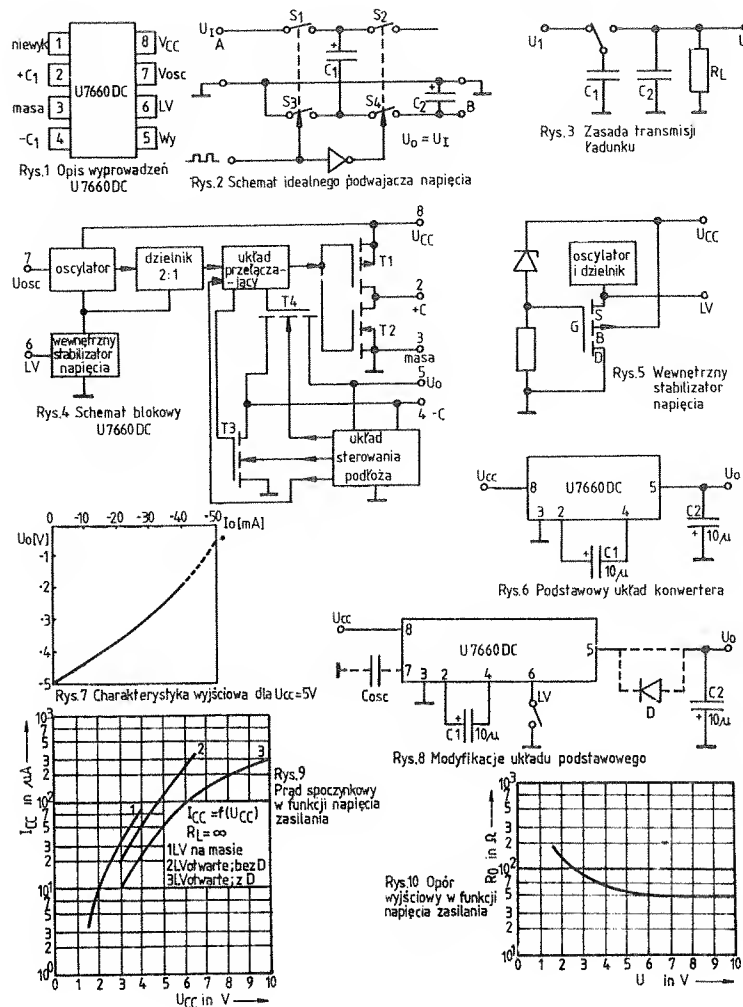 niewyk 1
+C1 2
masa 3
-C1 4
U7660DC
8 VCC
7 Vosc
6 LV
5 Wy
Rys.1 Opis wyprowadzeń
U7660DC
UI
A
S1
S2
+
C1
S3
S4
+
C2
B
Uo = UI
Rys.2 Schemat idealnego podwajacza napięcia
U1
C1
C2
RL
Rys.3 Zasada transmisji
ładunku
7
Uosc
oscylator
dzielnik
2:1
układ
przełącza-
jący
8
UCC
T1
2
+C
T2
3
masa
T4
5
Uo
4 -C
6
LV
wewnętrzny
stabilizator
napięcia
T3
układ
sterowania
podłoża
Rys.4 Schemat blokowy
U7660DC
UCC
oscylator
i dzielnik
LV
G
S
B
D
Rys.5 Wewnętrzny
stabilizator
napięcia
Ucc
8
U7660DC
5
Uo
3
2
4
+
C1
10µ
C2
+
10µ
Rys.6 Podstawowy układ konwertera
0 -10 -20 -30 -40 -50
Io[mA]
Uo[V]
-1
-2
-3
-4
-5
Rys.7 Charakterystyka wyjściowa dla Ucc=5V
Ucc
8
U7660DC
5
Uo
7
3
2
4
6
Cosc
C1
+
10µ
LV
D
C2
+
10µ
Rys.8 Modyfikacje układu podstawowego
ICC in µA
10³
5
3
2
10²
5
3
2
10¹
5
3
2
10⁰
1
2
3
ICC =f(UCC)
RL=∞
1LV na masie
2LVotwarte;bez D
3LVotwarte;z D
0 1 2 3 4 5 6 7 8 9 10
UCC in V
Rys.9
Prąd spoczynkowy
w funkcji napięcia
zasilania
Rys.10 Opór
wyjściowy w funkcji
napięcia zasilania
Ro in Ω
10³
5
3
2
10²
5
3
2
10¹
0 1 2 3 4 5 6 7 8 9 10
U in V